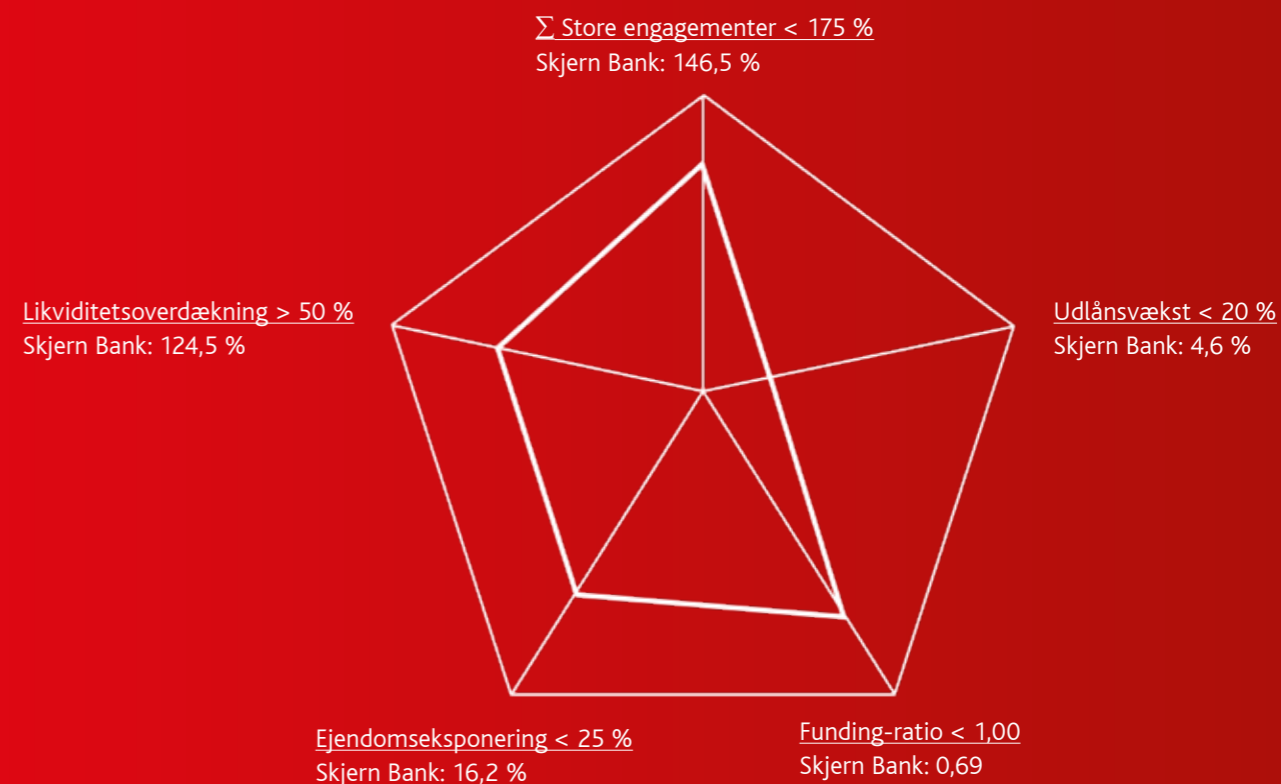 ∑ Store engagementer < 175 %
Skjern Bank: 146,5 %
Likviditetsoverdækning > 50 %
Skjern Bank: 124,5 %
Udlånsvækst < 20 %
Skjern Bank: 4,6 %
Ejendomseksponering < 25 %
Skjern Bank: 16,2 %
Funding-ratio < 1,00
Skjern Bank: 0,69